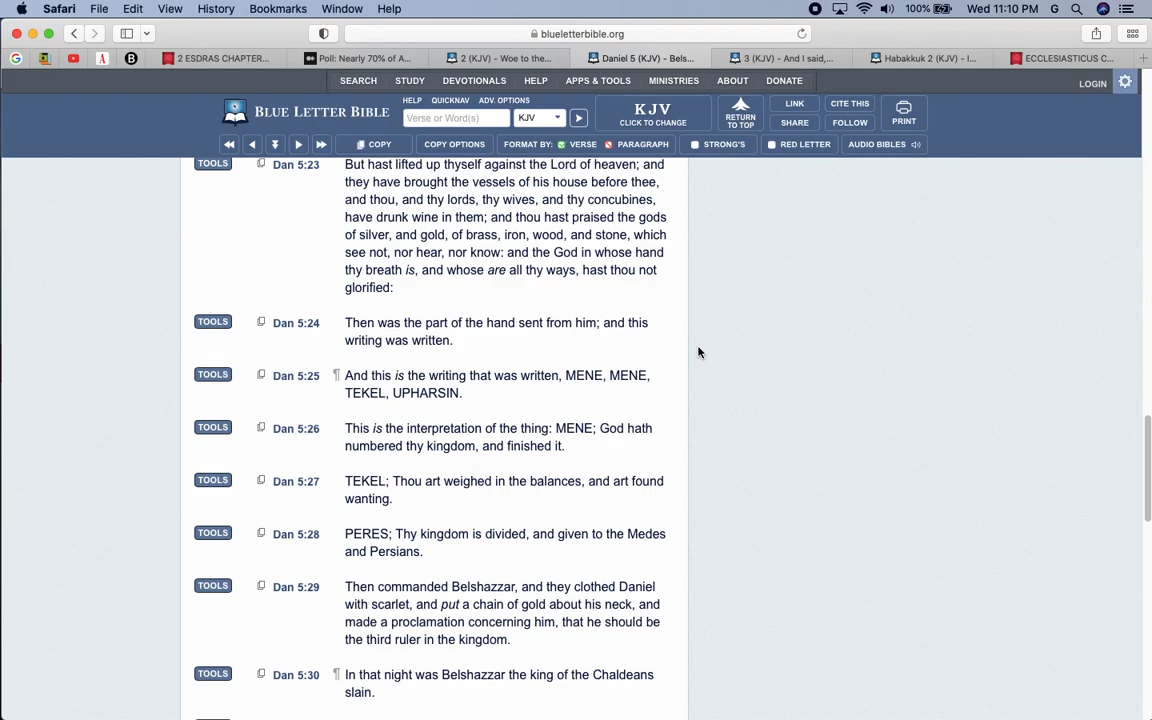 Safari File Edit View History Bookmarks Window Help 100% Wed 11:10 PM G
blueletterbible.org
2 ESDRAS CHAPTER... Poll: Nearly 70% of A... 2 (KJV) - Woe to the... Daniel 5 (KJV) - Bels... 3 (KJV) - And I said,... Habakkuk 2 (KJV) - I... ECCLESIASTICUS C...
SEARCH STUDY DEVOTIONALS HELP APPS & TOOLS MINISTRIES ABOUT DONATE LOGIN
BLUE LETTER BIBLE
HELP QUICKNAV ADV. OPTIONS
Verse or Word(s) KJV
KJV
CLICK TO CHANGE
RETURN
TO TOP
LINK CITE THIS
SHARE FOLLOW
PRINT
COPY COPY OPTIONS FORMAT BY: VERSE PARAGRAPH STRONG'S RED LETTER AUDIO BIBLES
TOOLS Dan 5:23 But hast lifted up thyself against the Lord of heaven; and
they have brought the vessels of his house before thee,
and thou, and thy lords, thy wives, and thy concubines,
have drunk wine in them; and thou hast praised the gods
of silver, and gold, of brass, iron, wood, and stone, which
see not, nor hear, nor know: and the God in whose hand
thy breath is, and whose are all thy ways, hast thou not
glorified:
TOOLS Dan 5:24 Then was the part of the hand sent from him; and this
writing was written.
TOOLS Dan 5:25 ¶ And this is the writing that was written, MENE, MENE,
TEKEL, UPHARSIN.
TOOLS Dan 5:26 This is the interpretation of the thing: MENE; God hath
numbered thy kingdom, and finished it.
TOOLS Dan 5:27 TEKEL; Thou art weighed in the balances, and art found
wanting.
TOOLS Dan 5:28 PERES; Thy kingdom is divided, and given to the Medes
and Persians.
TOOLS Dan 5:29 Then commanded Belshazzar, and they clothed Daniel
with scarlet, and put a chain of gold about his neck, and
made a proclamation concerning him, that he should be
the third ruler in the kingdom.
TOOLS Dan 5:30 ¶ In that night was Belshazzar the king of the Chaldeans
slain.